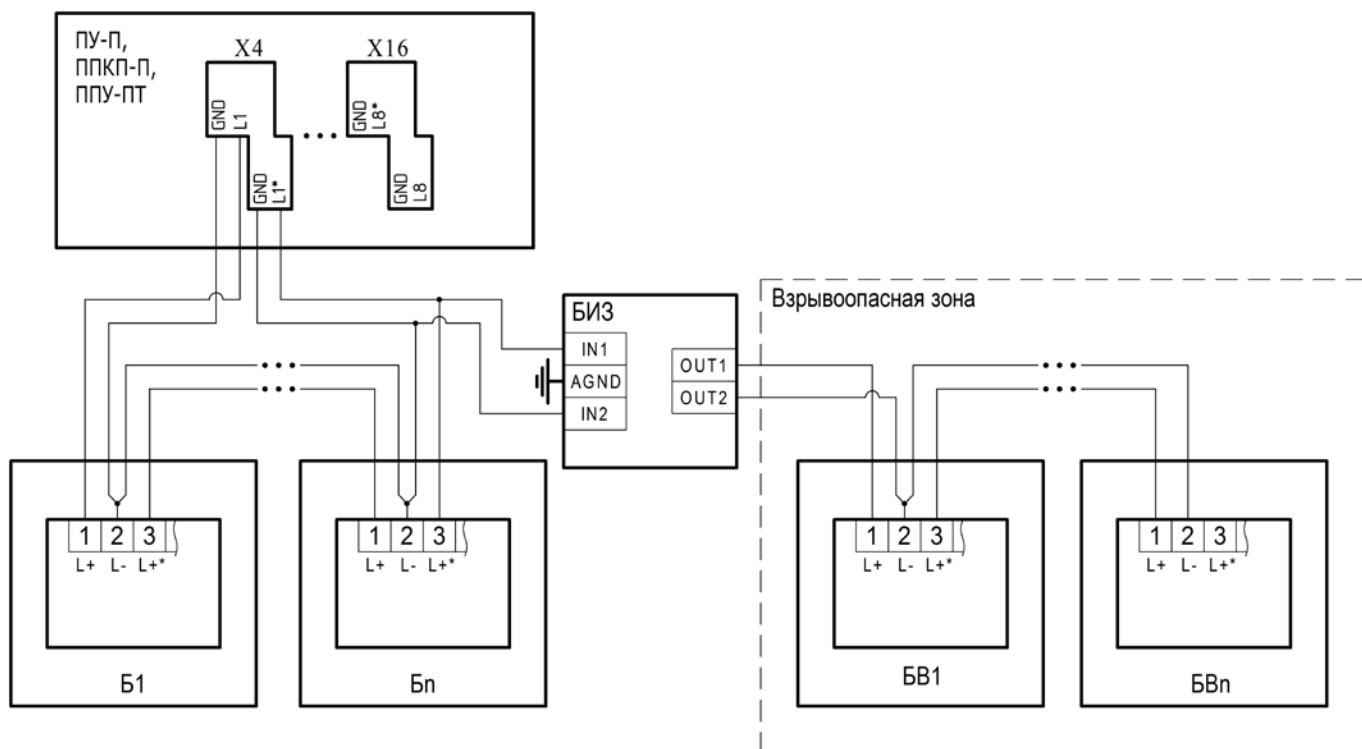 ПУ-П,
ППКП-П,
ППУ-ПТ
X4
X16
GND
L1
GND
L1*
GND
L8*
GND
L8
БИЗ
IN1
AGND
IN2
OUT1
OUT2
Взрывоопасная зона
1 2 3
L+ L- L+*
Б1
1 2 3
L+ L- L+*
Бn
1 2 3
L+ L- L+*
БВ1
1 2 3
L+ L- L+*
БВn